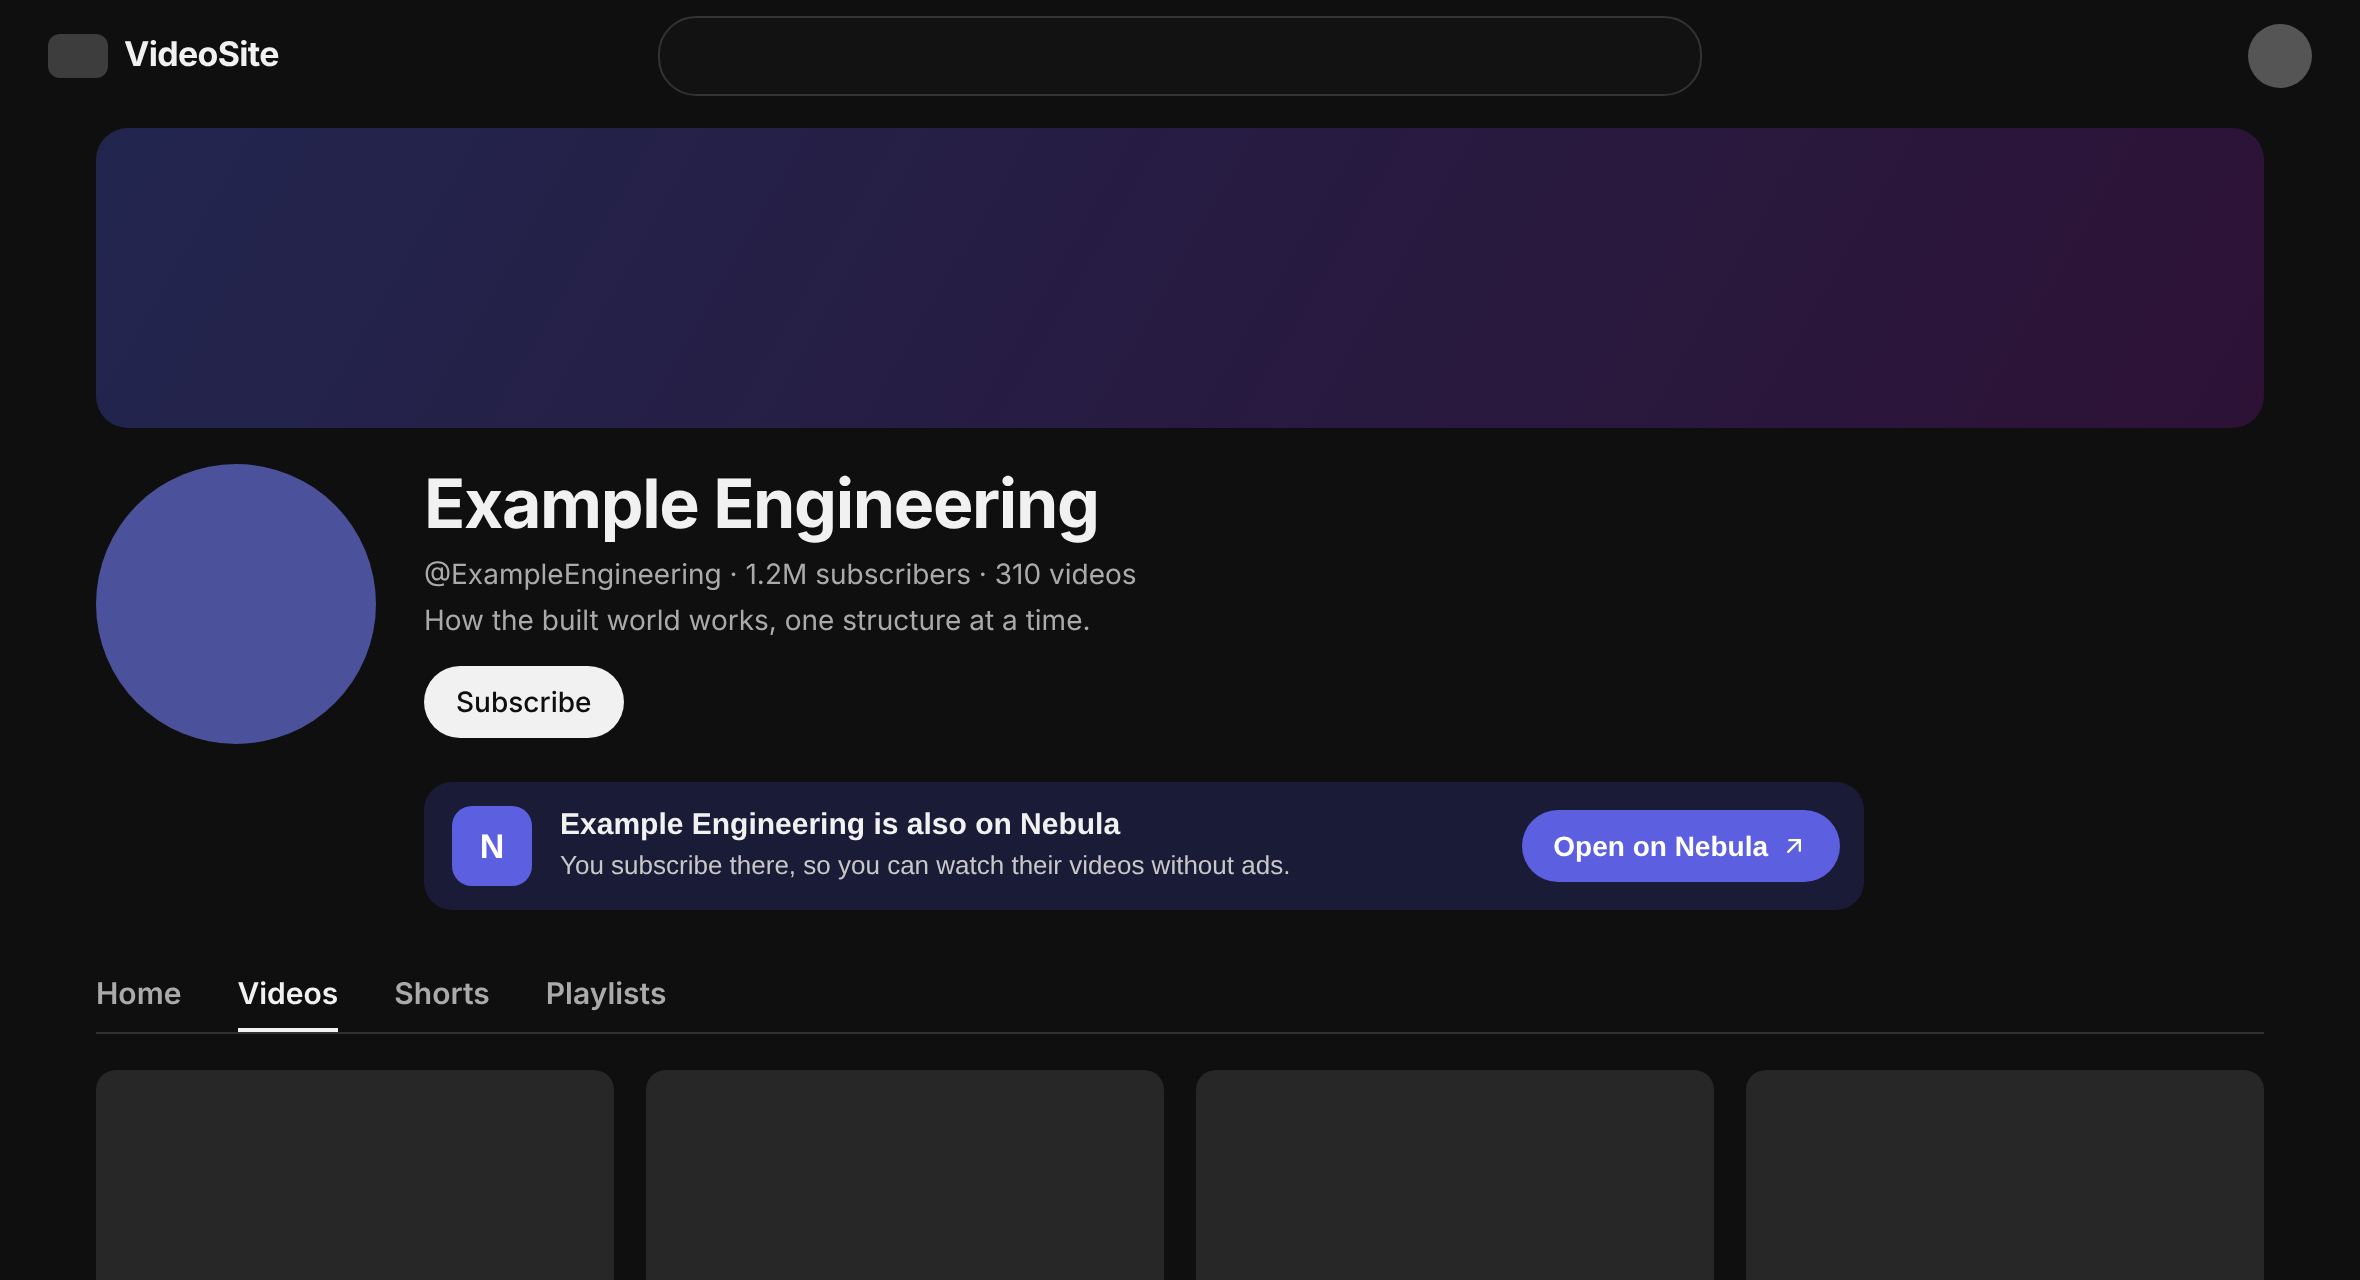 VideoSite
Example Engineering
@ExampleEngineering · 1.2M subscribers · 310 videos
How the built world works, one structure at a time.
Subscribe
N
Example Engineering is also on Nebula
You subscribe there, so you can watch their videos without ads.
Open on Nebula
Home
Videos
Shorts
Playlists